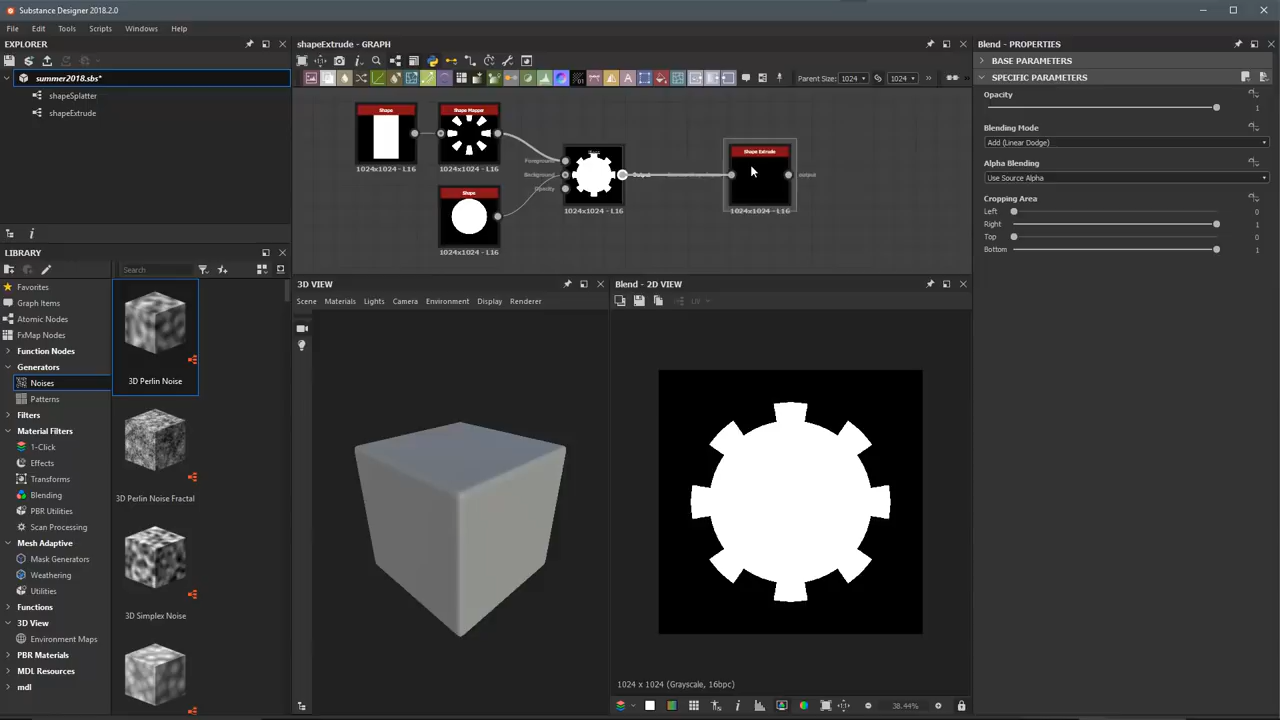 Substance Designer 2018.2.0
File Edit Tools Scripts Windows Help
EXPLORER
summer2018.sbs*
shapeSplatter
shapeExtrude
LIBRARY
Search
Favorites
Graph Items
Atomic Nodes
FxMap Nodes
Function Nodes
Generators
Noises
Patterns
Filters
Material Filters
1-Click
Effects
Transforms
Blending
PBR Utilities
Scan Processing
Mesh Adaptive
Mask Generators
Weathering
Utilities
Functions
3D View
Environment Maps
PBR Materials
MDL Resources
mdl
3D Perlin Noise
3D Perlin Noise Fractal
3D Simplex Noise
shapeExtrude - GRAPH
Parent Size: 1024 1024
Shape
1024x1024 - L16
Shape Mapper
1024x1024 - L16
Shape
1024x1024 - L16
Foreground
Background
Opacity
1024x1024 - L16
Output
Shape Extrude
1024x1024 - L16
output
3D VIEW
Scene Materials Lights Camera Environment Display Renderer
Blend - 2D VIEW
UV
1024 x 1024 (Grayscale, 16bpc)
38.44%
Blend - PROPERTIES
BASE PARAMETERS
SPECIFIC PARAMETERS
Opacity
1
Blending Mode
Add (Linear Dodge)
Alpha Blending
Use Source Alpha
Cropping Area
Left 0
Right 1
Top 0
Bottom 1